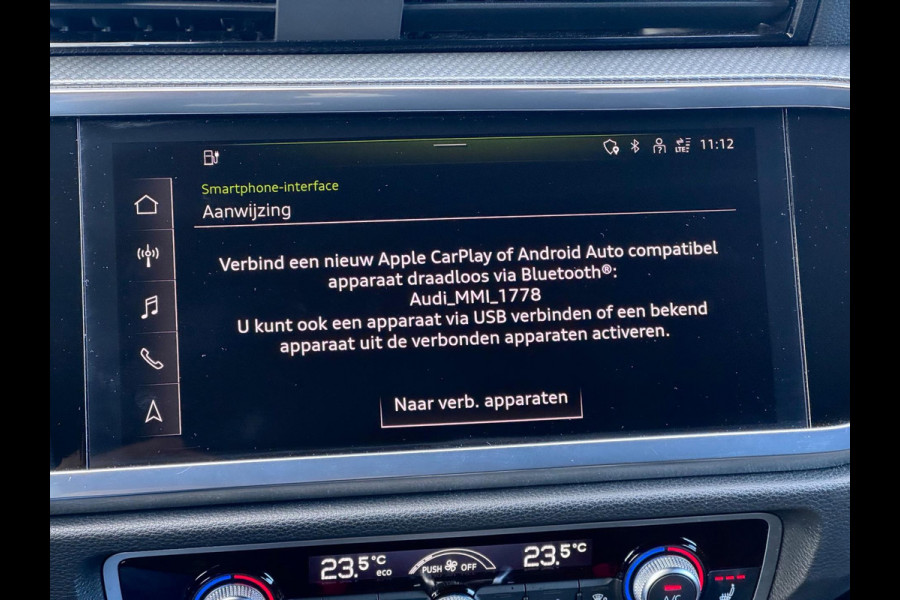 LTE 11:12
Smartphone-interface
Aanwijzing
Verbind een nieuw Apple CarPlay of Android Auto compatibel
apparaat draadloos via Bluetooth®:
Audi_MMI_1778
U kunt ook een apparaat via USB verbinden of een bekend
apparaat uit de verbonden apparaten activeren.
Naar verb. apparaten
23.5°C eco PUSH OFF 23.5°C
A/C